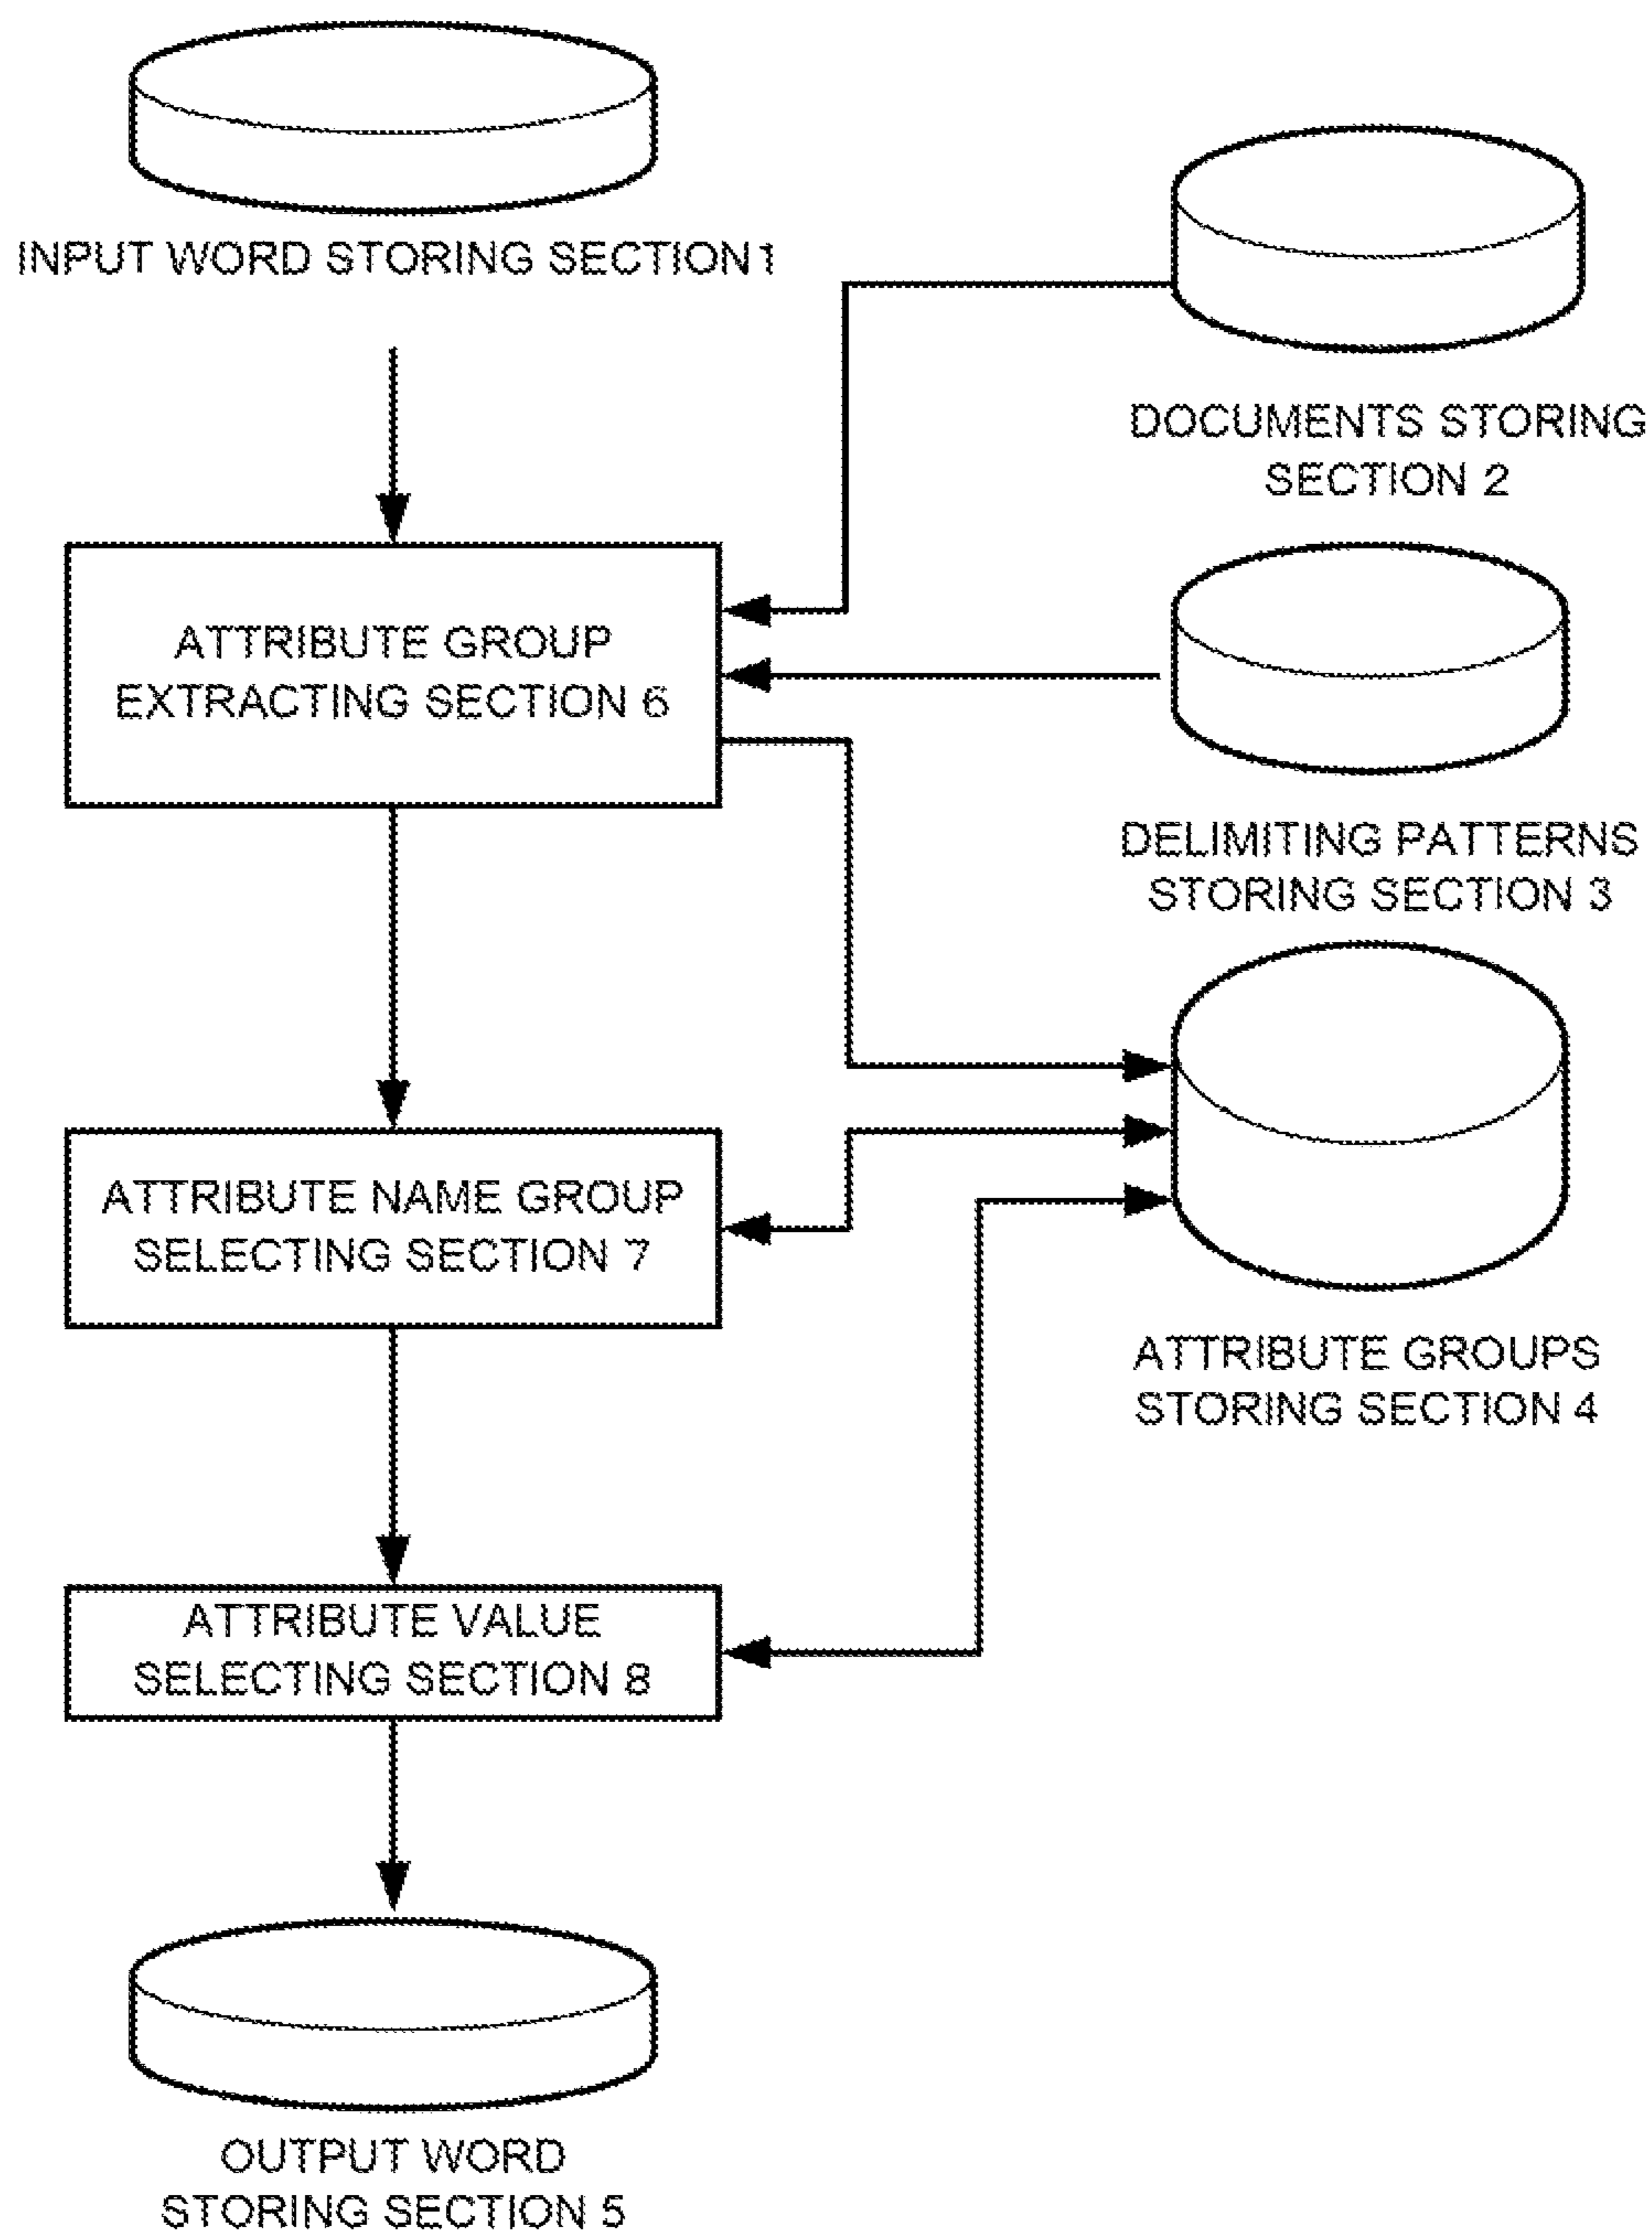 INPUT WORD STORING SECTION1
DOCUMENTS STORING
SECTION 2
ATTRIBUTE GROUP
EXTRACTING SECTION 6
DELIMITING PATTERNS
STORING SECTION 3
ATTRIBUTE NAME GROUP
SELECTING SECTION 7
ATTRIBUTE GROUPS
STORING SECTION 4
ATTRIBUTE VALUE
SELECTING SECTION 8
OUTPUT WORD
STORING SECTION 5